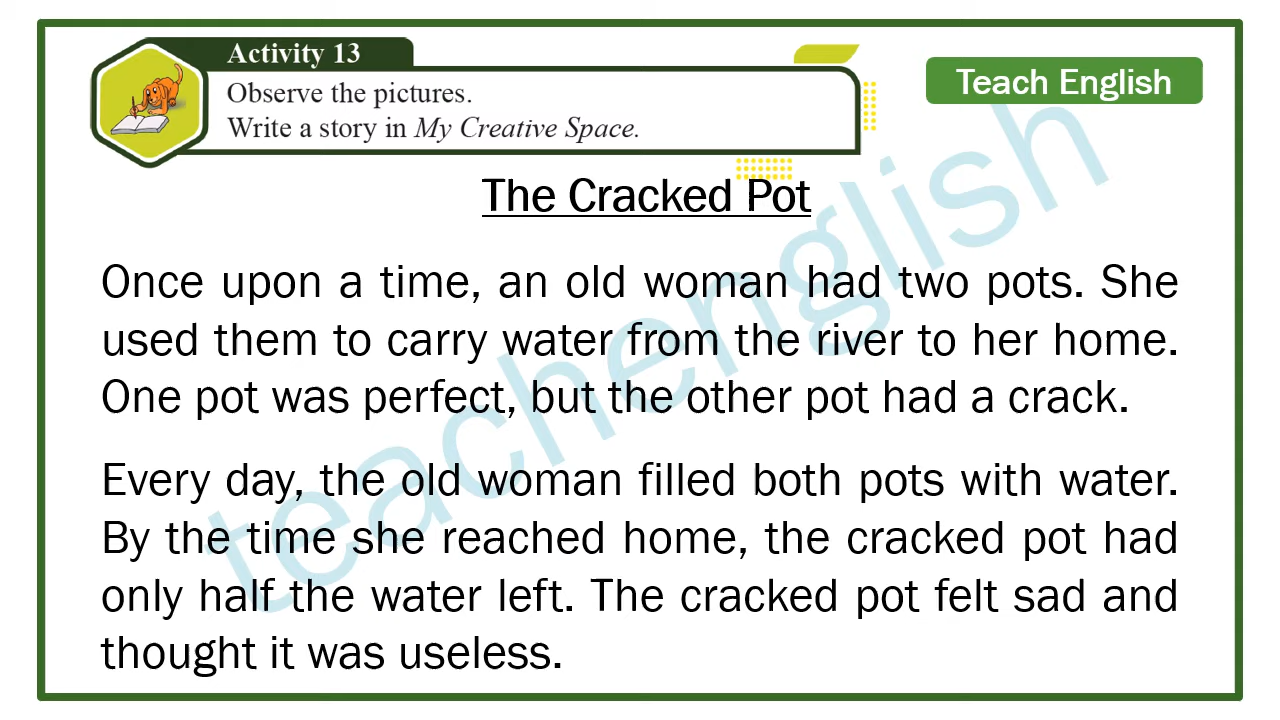 Activity 13
Observe the pictures.
Write a story in My Creative Space.
Teach English
The Cracked Pot
Once upon a time, an old woman had two pots. She
used them to carry water from the river to her home.
One pot was perfect, but the other pot had a crack.
Every day, the old woman filled both pots with water.
By the time she reached home, the cracked pot had
only half the water left. The cracked pot felt sad and
thought it was useless.
teachenglish